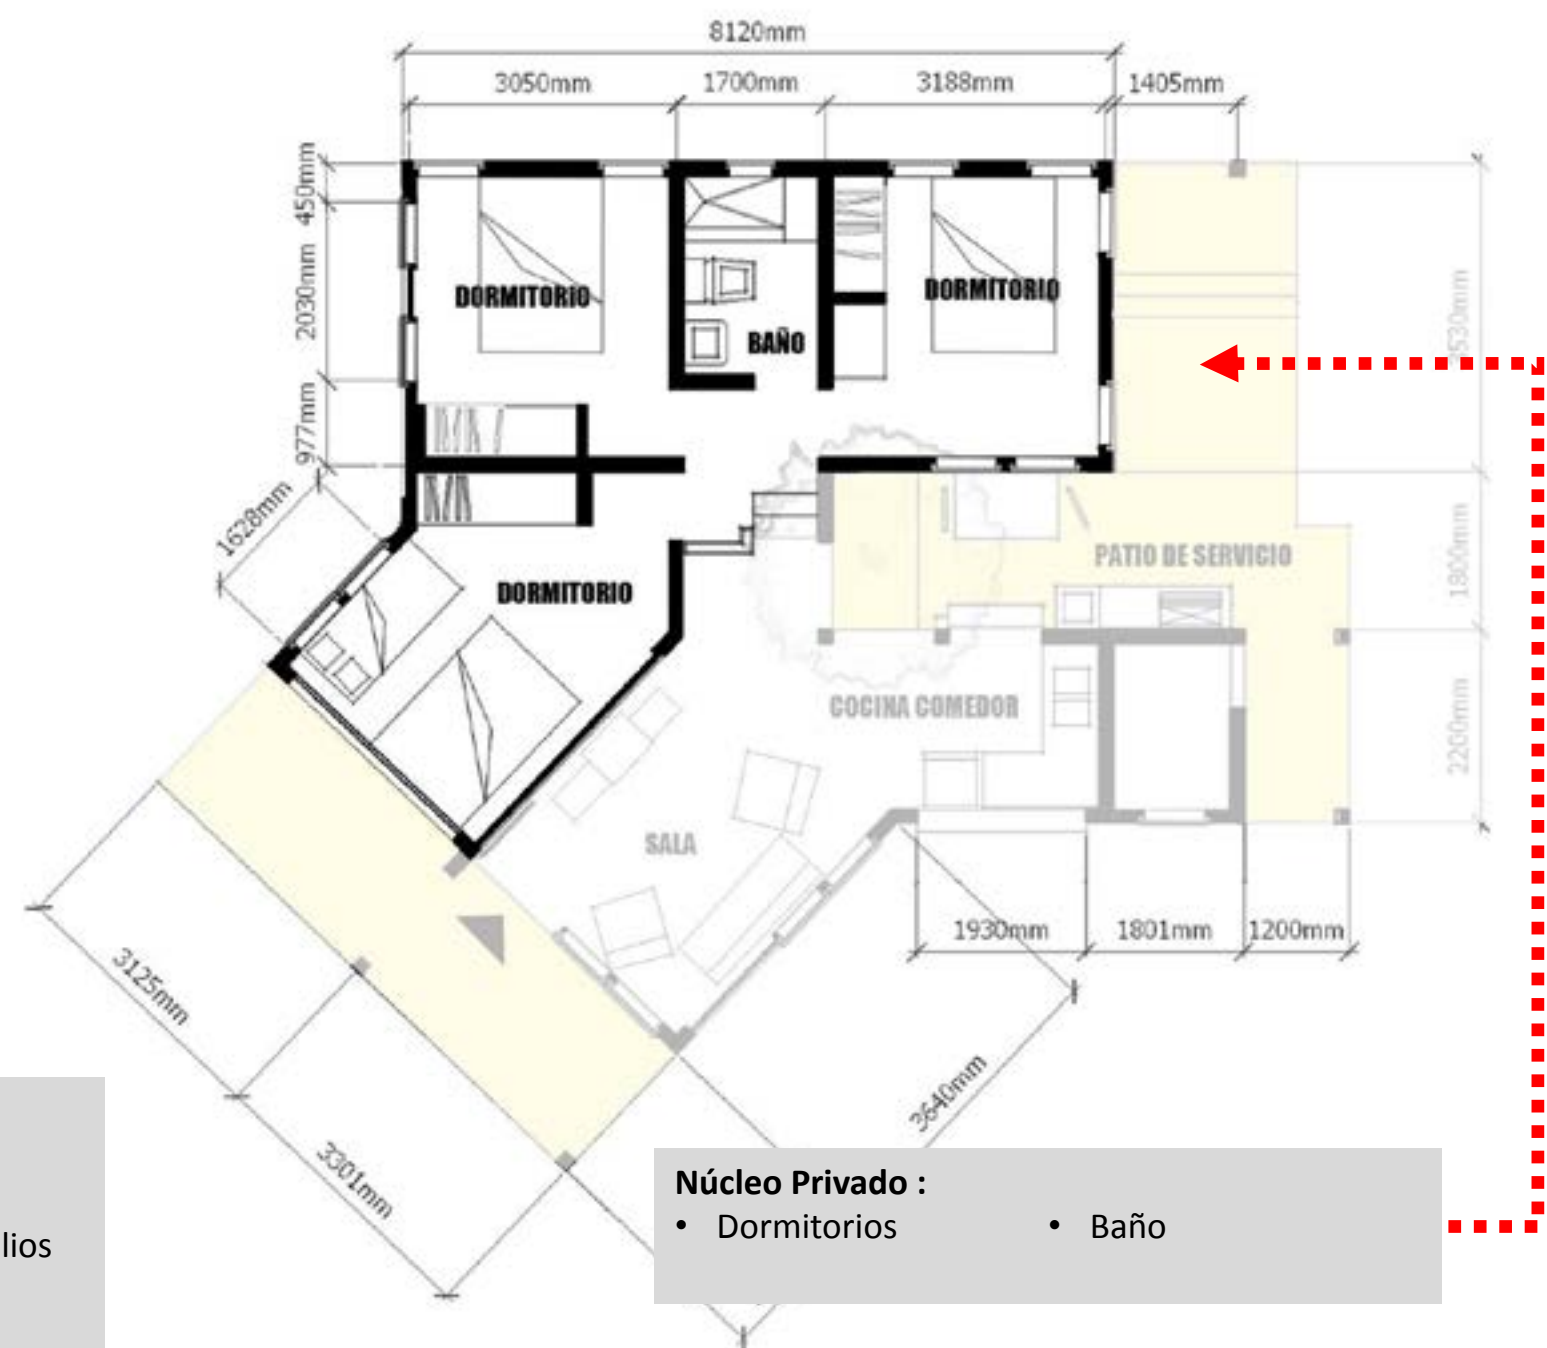 8120mm
3050mm 1700mm 3188mm 1405mm
450mm
2030mm
977mm
1628mm
DORMITORIO
BAÑO
DORMITORIO
3530mm
DORMITORIO
PATIO DE SERVICIO
1800mm
COCINA COMEDOR
2200mm
SALA
1930mm 1801mm 1200mm
3125mm
3301mm
3640mm
lios
Núcleo Privado :
• Dormitorios • Baño